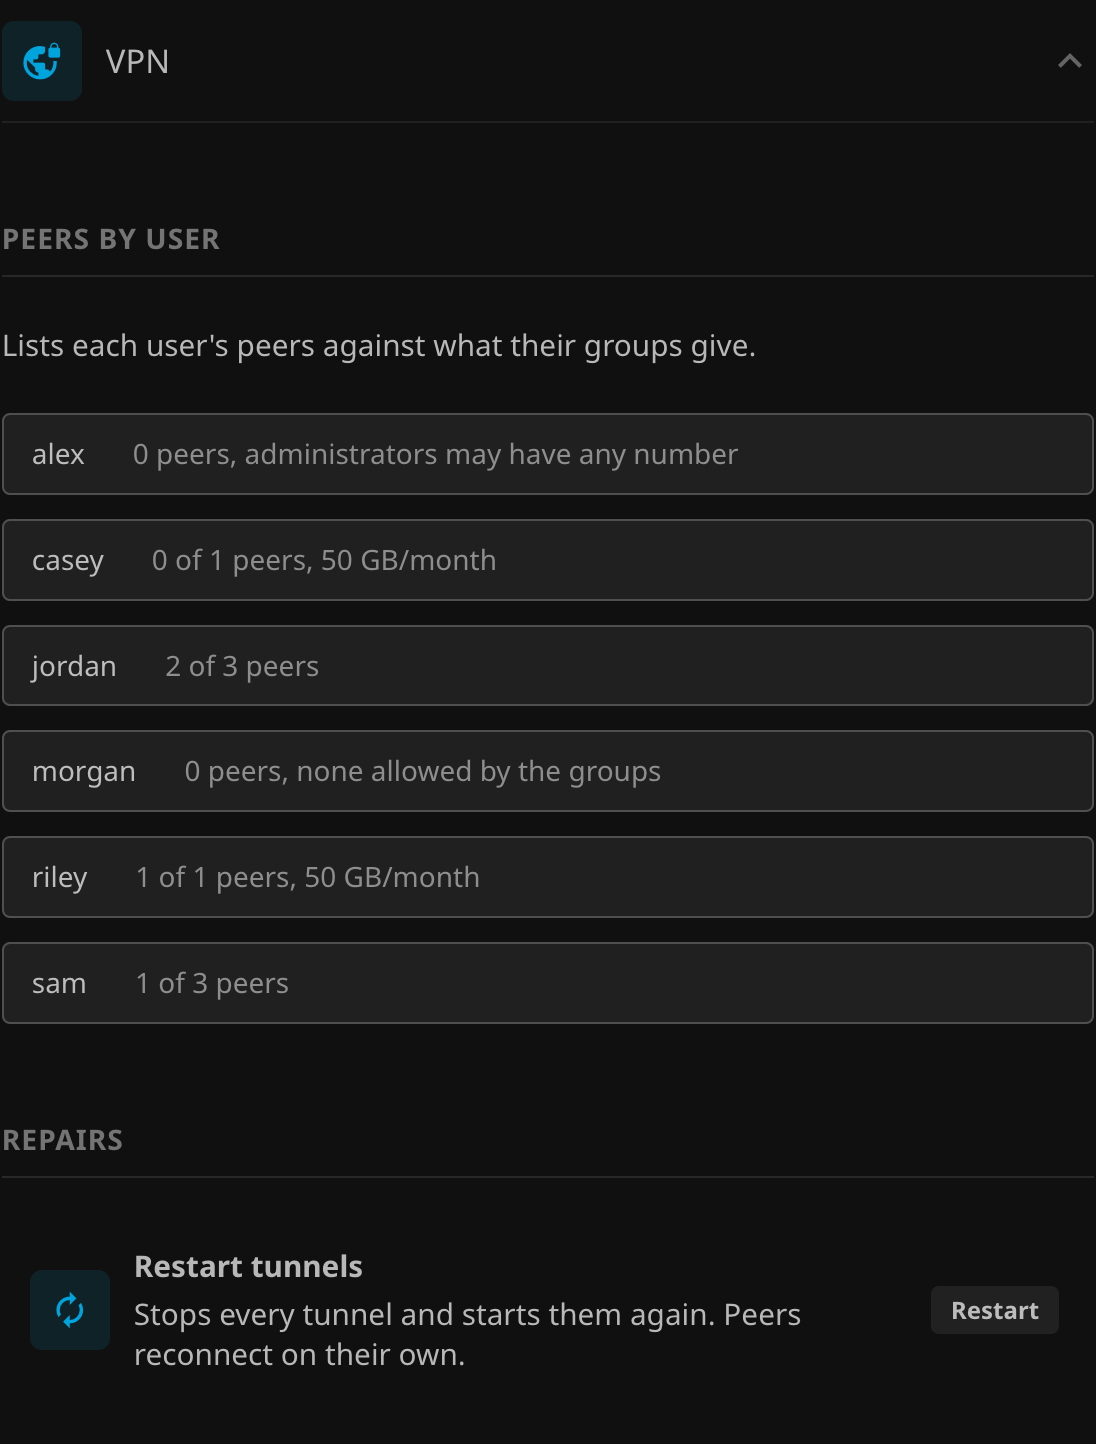 VPN
PEERS BY USER
Lists each user's peers against what their groups give.
alex 0 peers, administrators may have any number
casey 0 of 1 peers, 50 GB/month
jordan 2 of 3 peers
morgan 0 peers, none allowed by the groups
riley 1 of 1 peers, 50 GB/month
sam 1 of 3 peers
REPAIRS
Restart tunnels
Stops every tunnel and starts them again. Peers
reconnect on their own.
Restart